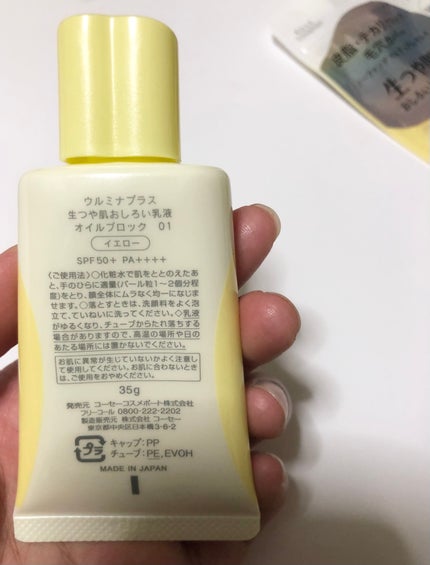 ウルミナプラス
生つや肌おしろい乳液
オイルブロック 01
イエロー
SPF50+ PA++++
〈ご使用法〉○化粧水で肌をととのえたあ
と、手のひらに適量(パール粒1~2個分程
度)をとり、顔全体にムラなく均一になじま
せます。○落とすときは、洗顔料をよく泡
立て、ていねいに洗ってください。◇乳液
がゆるくなり、チューブからたれ落ちする
場合がありますので、高温の場所や日の
あたる場所には置かないでください。
お肌に異常が生じていないかよく注意し
て使用してください。お肌に合わないとき
は、ご使用をおやめください。
35g
発売元 コーセーコスメポート株式会社
フリーコール 0800-222-2202
製造販売元 株式会社 コーセー
東京都中央区日本橋3-6-2
プラ
キャップ:PP
チューブ:PE,EVOH
MADE IN JAPAN
皮脂・テカリ
毛穴
生つや肌
おしろい